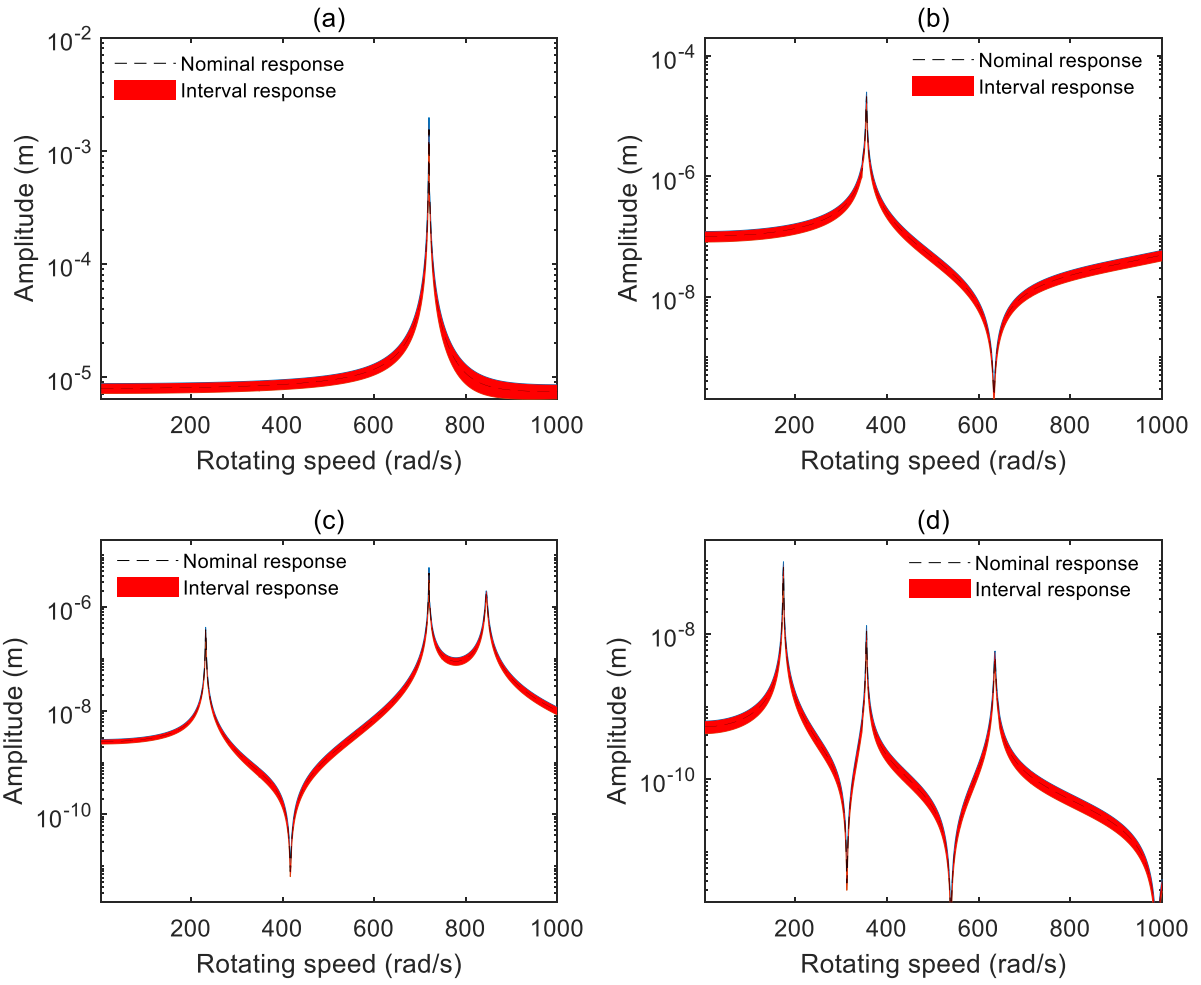 (a)
10^-2
Nominal response
Interval response
10^-3
10^-4
10^-5
Amplitude (m)
200 400 600 800 1000
Rotating speed (rad/s)
(b)
10^-4
Nominal response
Interval response
10^-6
10^-8
Amplitude (m)
200 400 600 800 1000
Rotating speed (rad/s)
(c)
Nominal response
Interval response
10^-6
10^-8
10^-10
Amplitude (m)
200 400 600 800 1000
Rotating speed (rad/s)
(d)
Nominal response
Interval response
10^-8
10^-10
Amplitude (m)
200 400 600 800 1000
Rotating speed (rad/s)